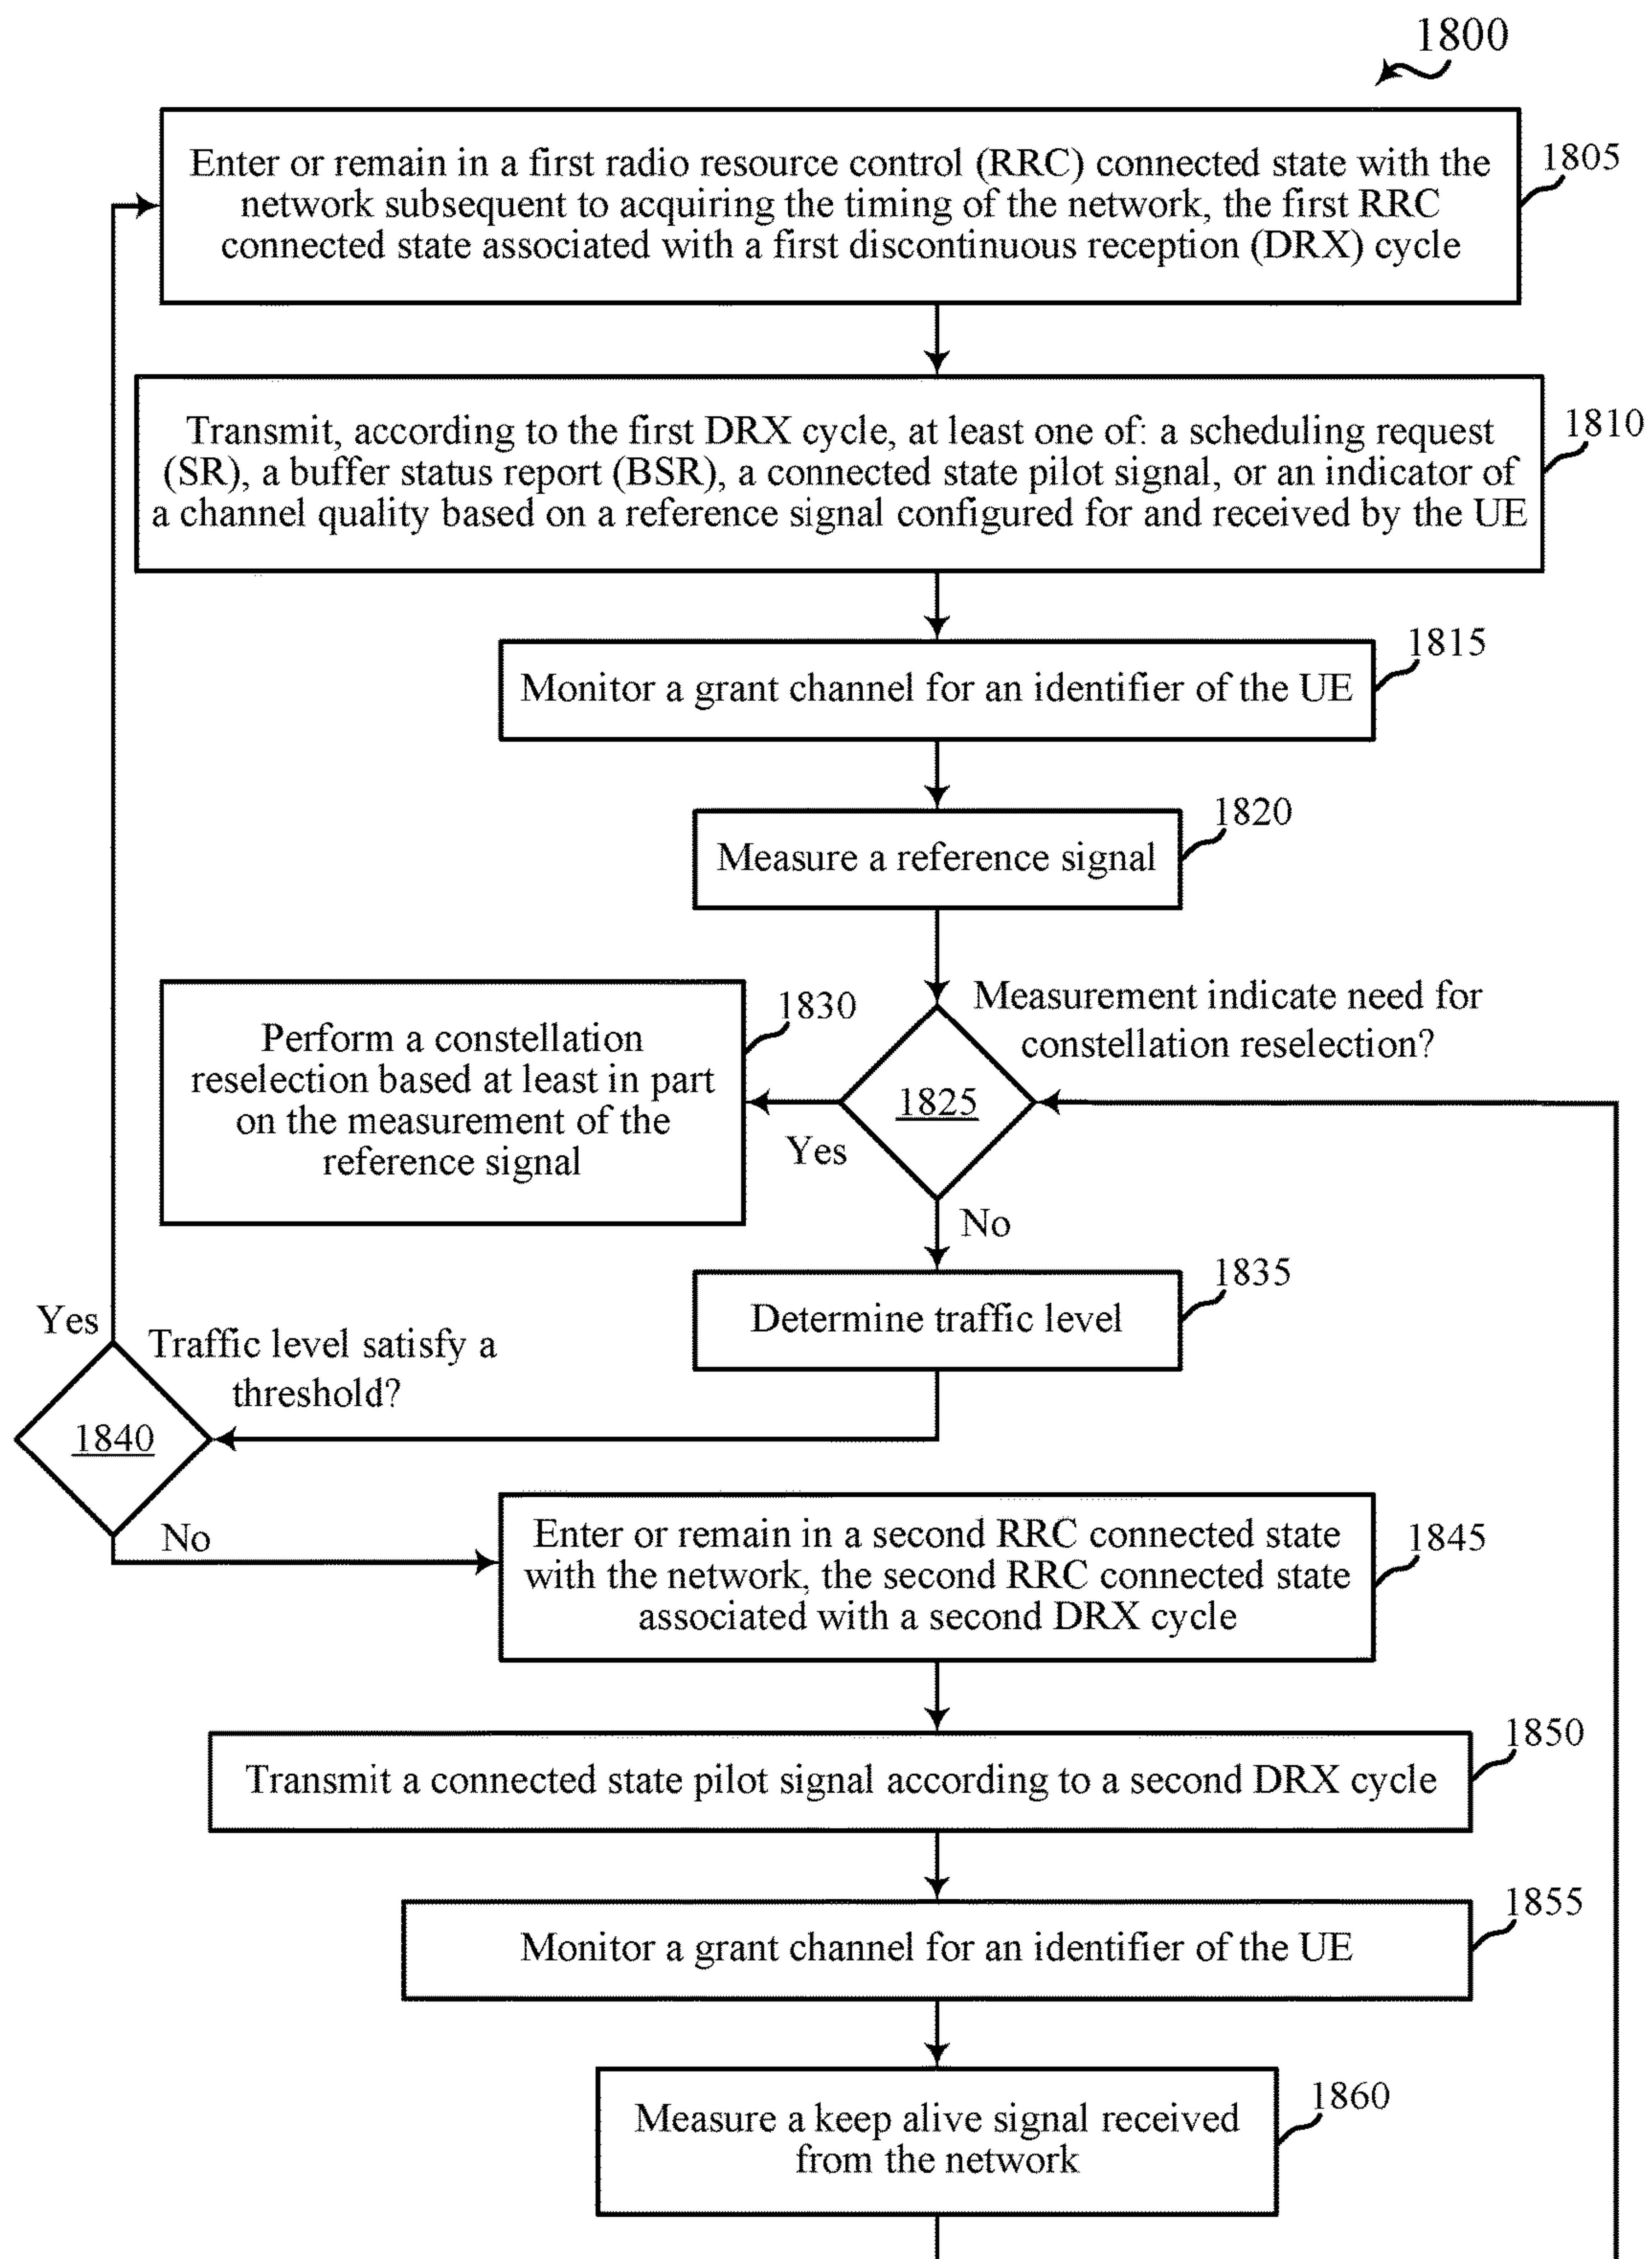 1800
Enter or remain in a first radio resource control (RRC) connected state with the
network subsequent to acquiring the timing of the network, the first RRC
connected state associated with a first discontinuous reception (DRX) cycle
1805
Transmit, according to the first DRX cycle, at least one of: a scheduling request
(SR), a buffer status report (BSR), a connected state pilot signal, or an indicator of
a channel quality based on a reference signal configured for and received by the UE
1810
Monitor a grant channel for an identifier of the UE
1815
Measure a reference signal
1820
Measurement indicate need for
constellation reselection?
1825
Yes
No
Perform a constellation
reselection based at least in part
on the measurement of the
reference signal
1830
Determine traffic level
1835
Traffic level satisfy a
threshold?
1840
Yes
No
Enter or remain in a second RRC connected state
with the network, the second RRC connected state
associated with a second DRX cycle
1845
Transmit a connected state pilot signal according to a second DRX cycle
1850
Monitor a grant channel for an identifier of the UE
1855
Measure a keep alive signal received
from the network
1860